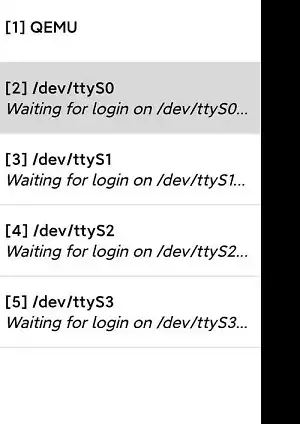 [1] QEMU
[2] /dev/ttyS0
Waiting for login on /dev/ttyS0...
[3] /dev/ttyS1
Waiting for login on /dev/ttyS1...
[4] /dev/ttyS2
Waiting for login on /dev/ttyS2...
[5] /dev/ttyS3
Waiting for login on /dev/ttyS3...